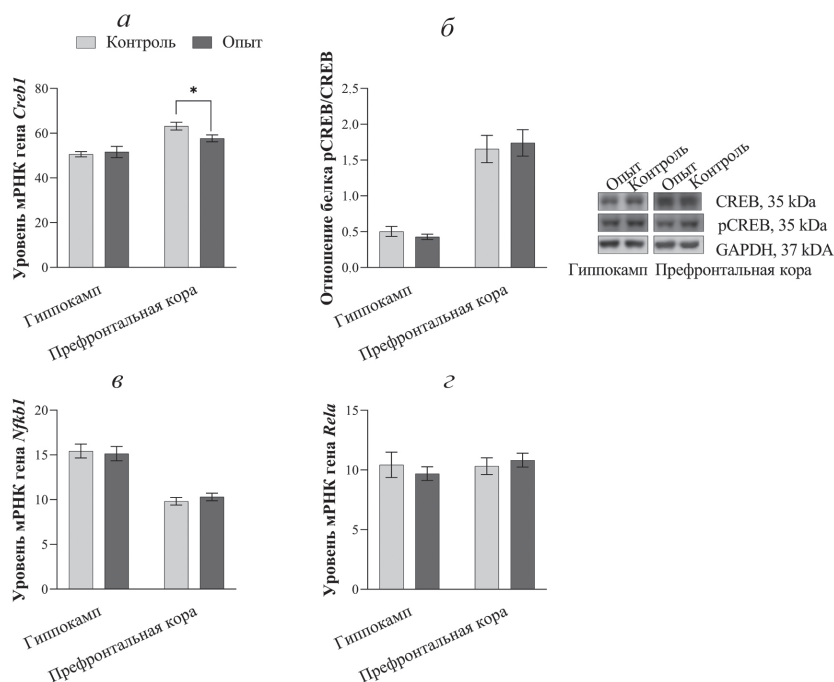 а
Контроль Опыт
Уровень мРНК гена Creb1
60
40
20
0
*
Гиппокамп
Префронтальная кора
б
Отношение белка pCREB/CREB
2.5
2.0
1.5
1.0
0.5
0.0
Гиппокамп
Префронтальная кора
Опыт Контроль Опыт Контроль
CREB, 35 kDa
pCREB, 35 kDa
GAPDH, 37 kDA
Гиппокамп Префронтальная кора
80
в
Уровень мРНК гена Nfkb1
20
15
10
5
0
Гиппокамп
Префронтальная кора
г
Уровень мРНК гена Rela
15
10
5
0
Гиппокамп
Префронтальная кора